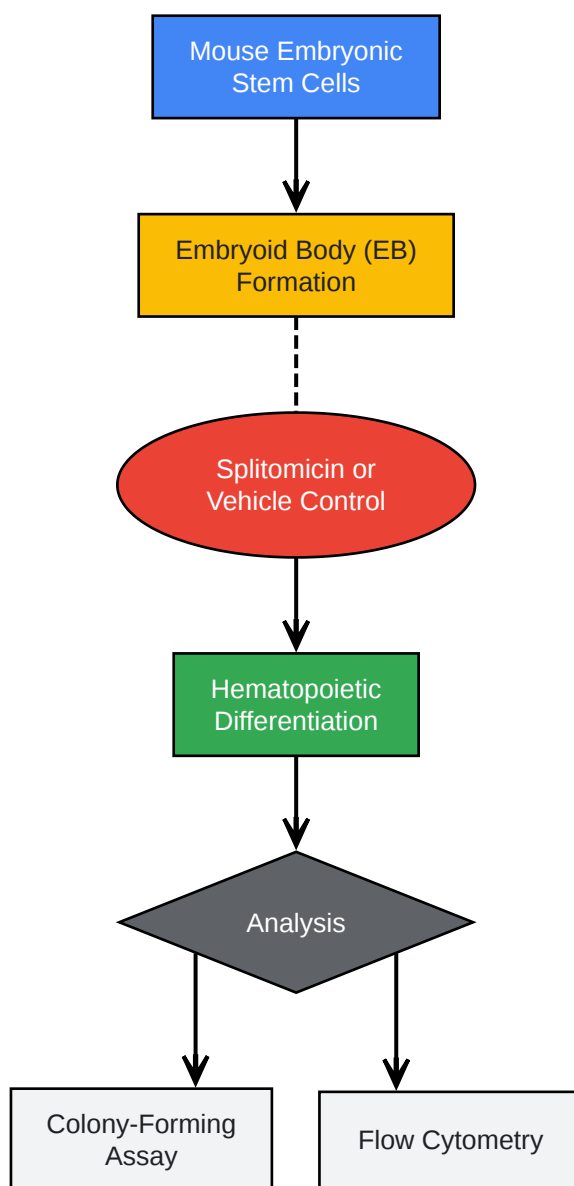 Mouse Embryonic
Stem Cells
Embryoid Body (EB)
Formation
Splitomicin or
Vehicle Control
Hematopoietic
Differentiation
Analysis
Colony-Forming
Assay
Flow Cytometry